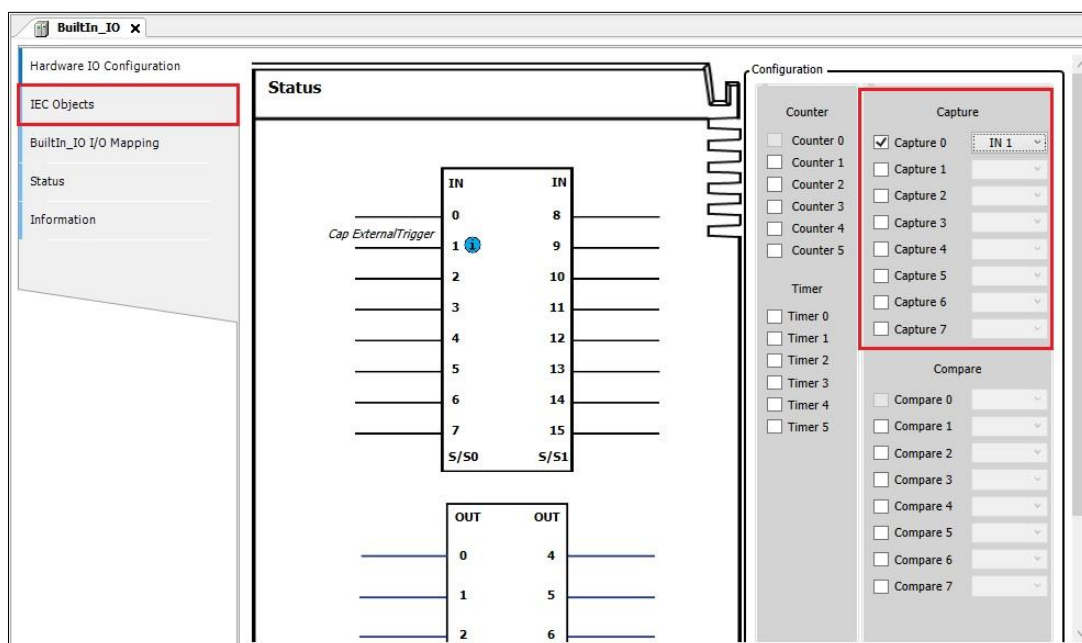 BuiltIn_IO X
Hardware IO Configuration
IEC Objects
BuiltIn_IO I/O Mapping
Status
Information
Status
IN IN
0 8
Cap ExternalTrigger
1 i 9
2 10
3 11
4 12
5 13
6 14
7 15
S/S0 S/S1
OUT OUT
0 4
1 5
2 6
Configuration
Counter
Counter 0
Counter 1
Counter 2
Counter 3
Counter 4
Counter 5
Timer
Timer 0
Timer 1
Timer 2
Timer 3
Timer 4
Timer 5
Capture
Capture 0 IN 1
Capture 1
Capture 2
Capture 3
Capture 4
Capture 5
Capture 6
Capture 7
Compare
Compare 0
Compare 1
Compare 2
Compare 3
Compare 4
Compare 5
Compare 6
Compare 7